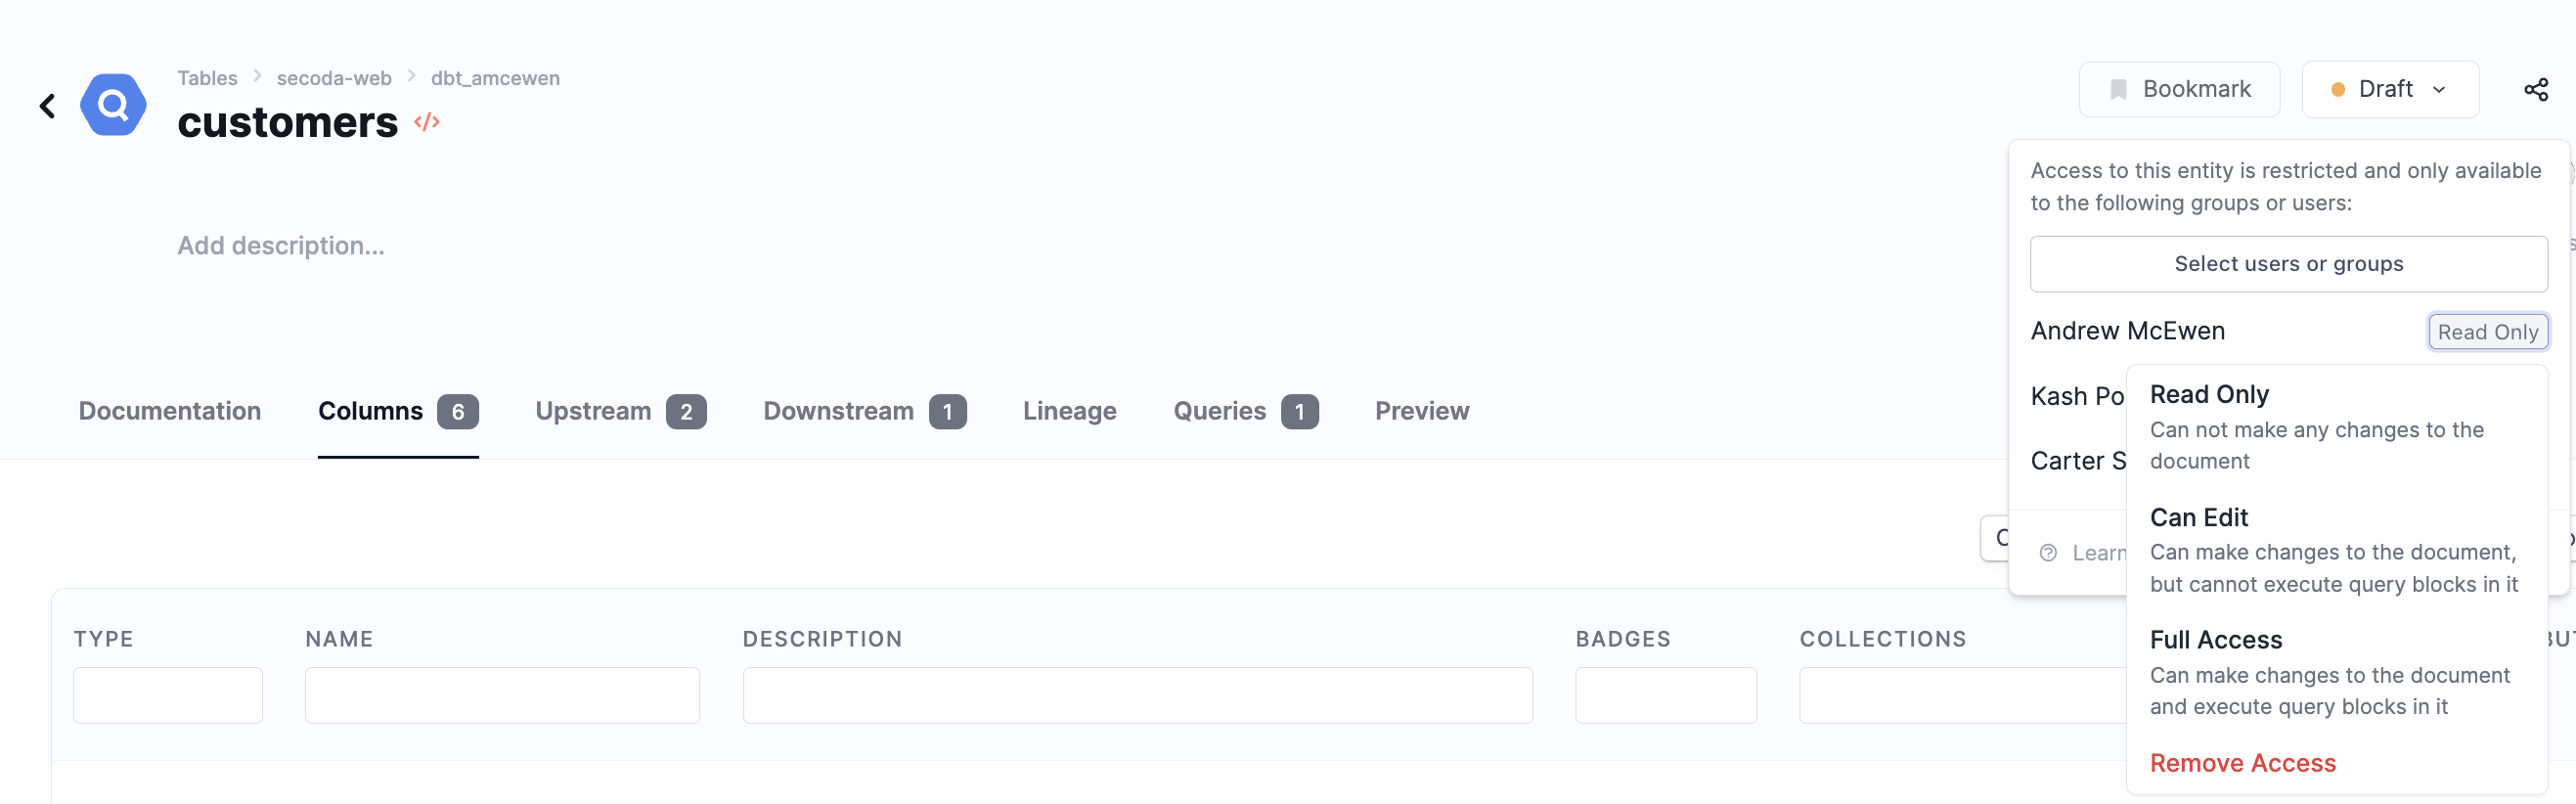 Tables > secoda-web > dbt_amcewen
customers </>
Bookmark
Draft
Add description...
Access to this entity is restricted and only available
to the following groups or users:
Select users or groups
Andrew McEwen Read Only
Kash Po
Carter S
Learn
Read Only
Can not make any changes to the
document
Can Edit
Can make changes to the document,
but cannot execute query blocks in it
Full Access
Can make changes to the document
and execute query blocks in it
Remove Access
Documentation Columns 6 Upstream 2 Downstream 1 Lineage Queries 1 Preview
TYPE NAME DESCRIPTION BADGES COLLECTIONS